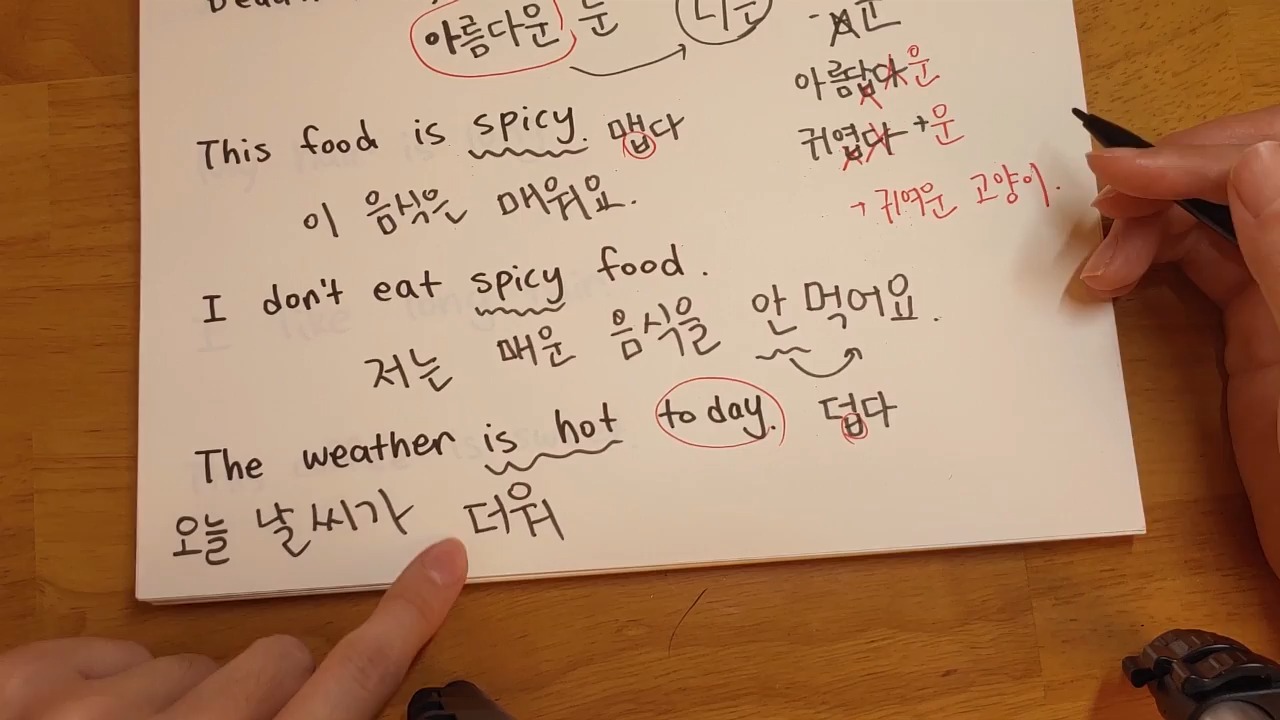 아름다운 눈
This food is spicy. 맵다
이 음식은 매워요.
I don't eat spicy food.
저는 매운 음식을 안 먹어요.
The weather is hot today. 덥다
오늘 날씨가 더워
아름답다 운
귀엽다 + 운
→ 귀여운 고양이.